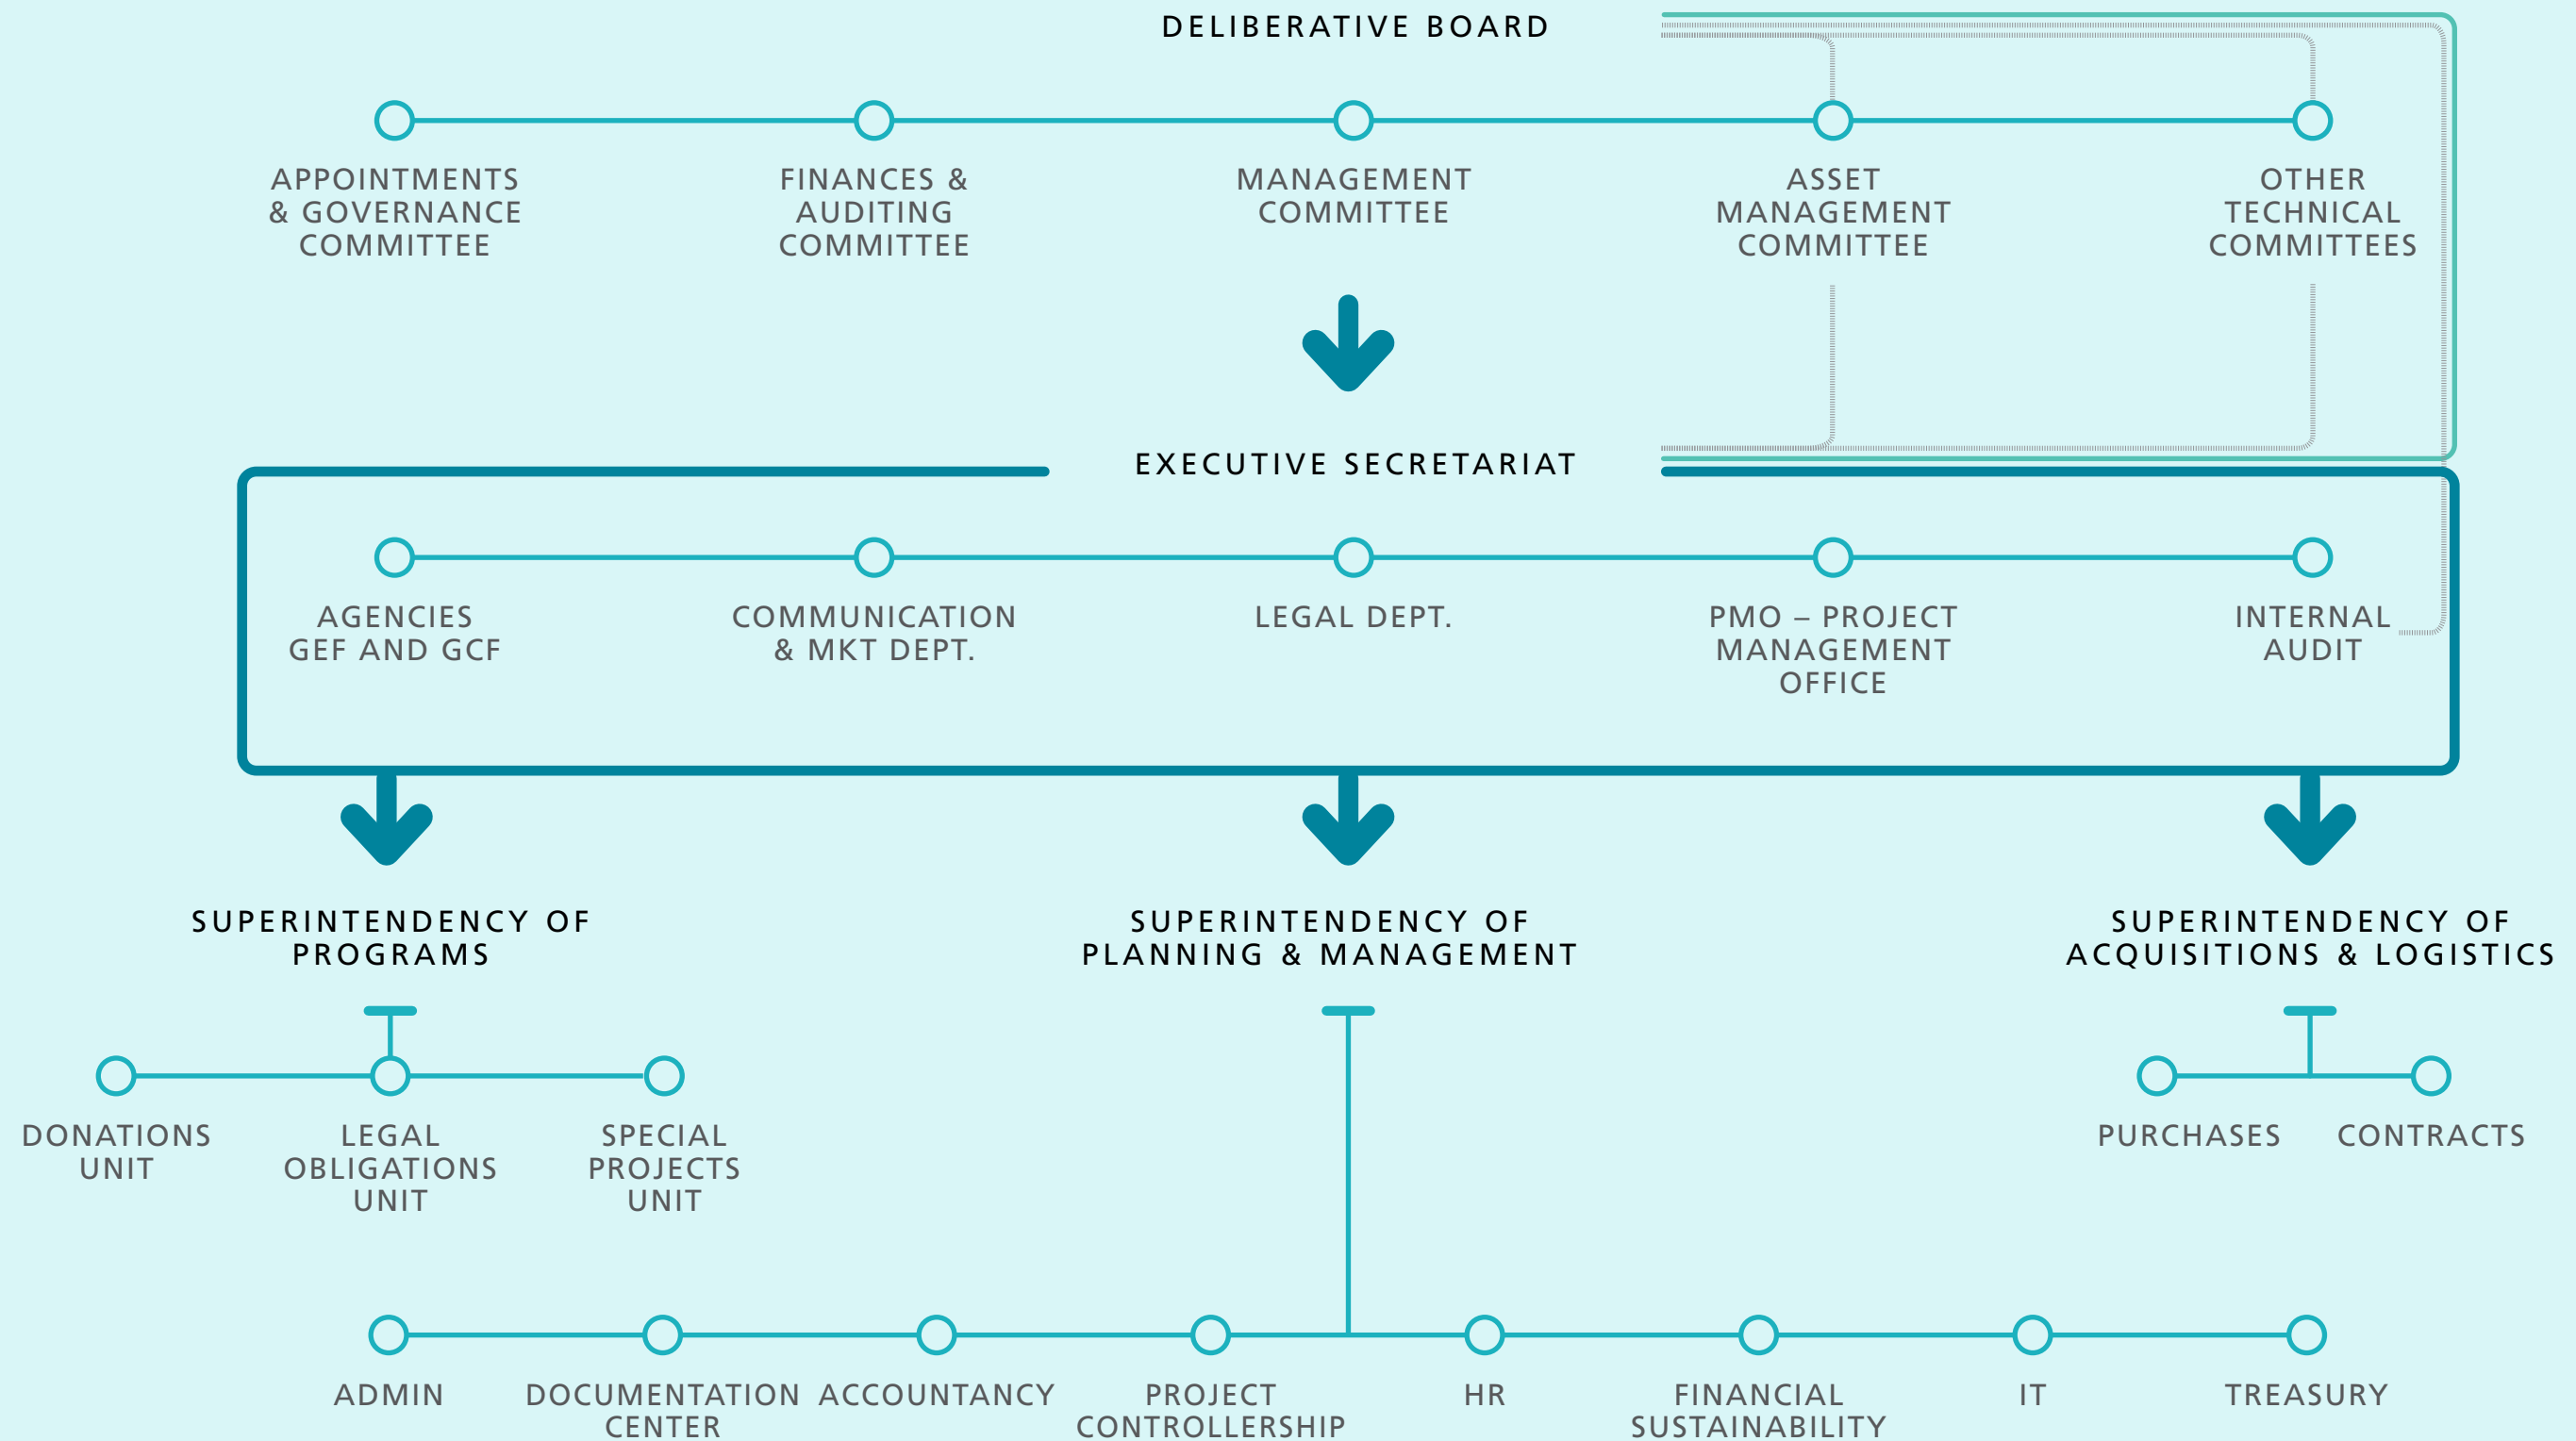 DELIBERATIVE BOARD
APPOINTMENTS
& GOVERNANCE
COMMITTEE
FINANCES &
AUDITING
COMMITTEE
MANAGEMENT
COMMITTEE
ASSET
MANAGEMENT
COMMITTEE
OTHER
TECHNICAL
COMMITTEES
EXECUTIVE SECRETARIAT
AGENCIES
GEF AND GCF
COMMUNICATION
& MKT DEPT.
LEGAL DEPT.
PMO – PROJECT
MANAGEMENT
OFFICE
INTERNAL
AUDIT
SUPERINTENDENCY OF
PROGRAMS
SUPERINTENDENCY OF
PLANNING & MANAGEMENT
SUPERINTENDENCY OF
ACQUISITIONS & LOGISTICS
DONATIONS
UNIT
LEGAL
OBLIGATIONS
UNIT
SPECIAL
PROJECTS
UNIT
PURCHASES
CONTRACTS
ADMIN
DOCUMENTATION
CENTER
ACCOUNTANCY
PROJECT
CONTROLLERSHIP
HR
FINANCIAL
SUSTAINABILITY
IT
TREASURY